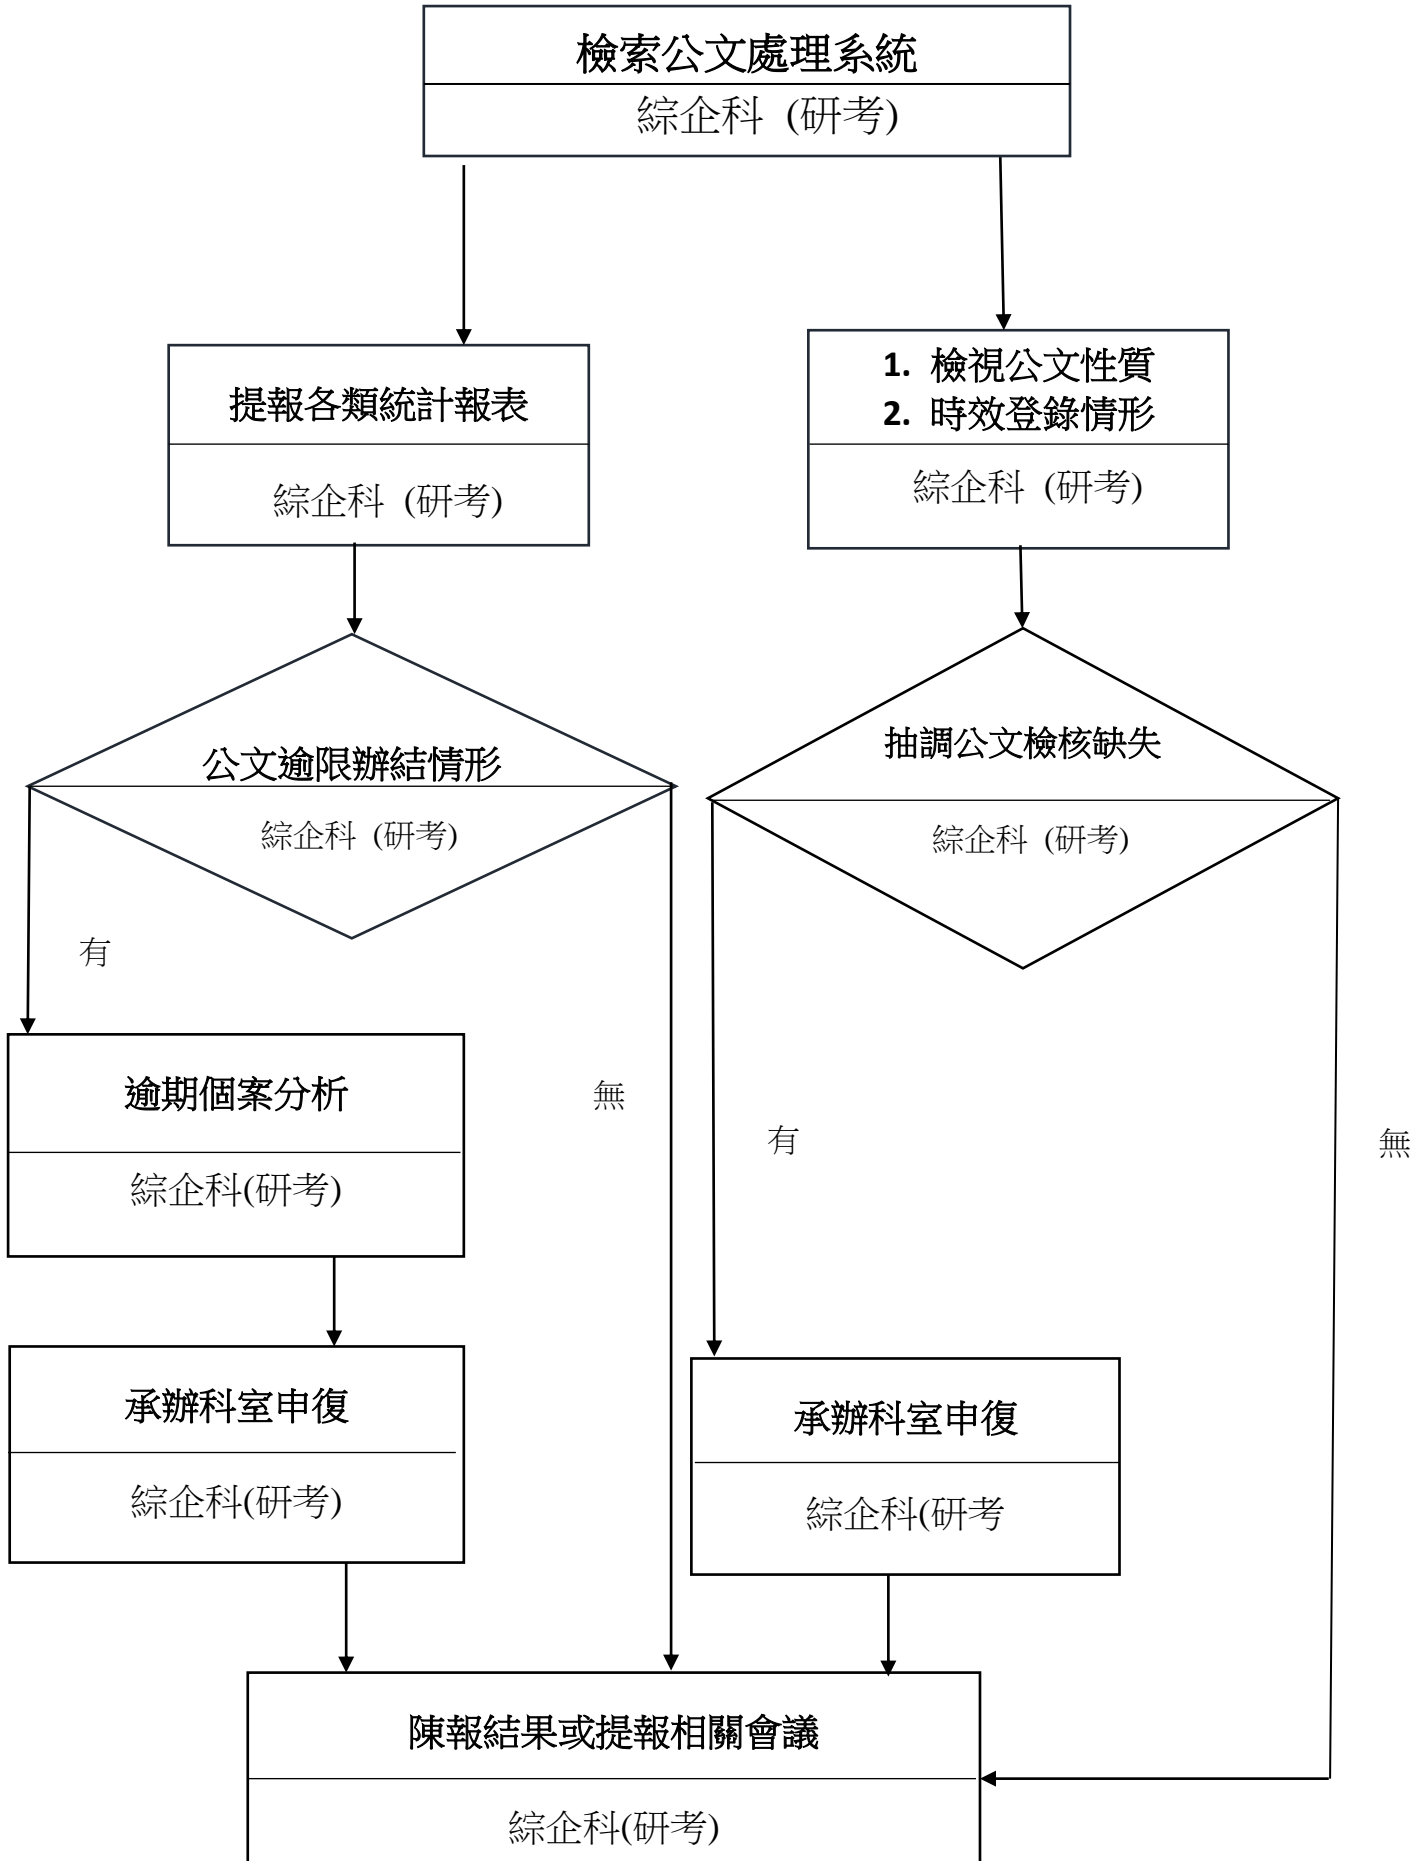 檢索公文處理系統
綜企科 (研考)
提報各類統計報表
綜企科 (研考)
1. 檢視公文性質
2. 時效登錄情形
綜企科 (研考)
公文逾限辦結情形
綜企科 (研考)
抽調公文檢核缺失
綜企科 (研考)
有
逾期個案分析
綜企科(研考)
無
有
無
承辦科室申復
綜企科(研考)
承辦科室申復
綜企科(研考
陳報結果或提報相關會議
綜企科(研考)